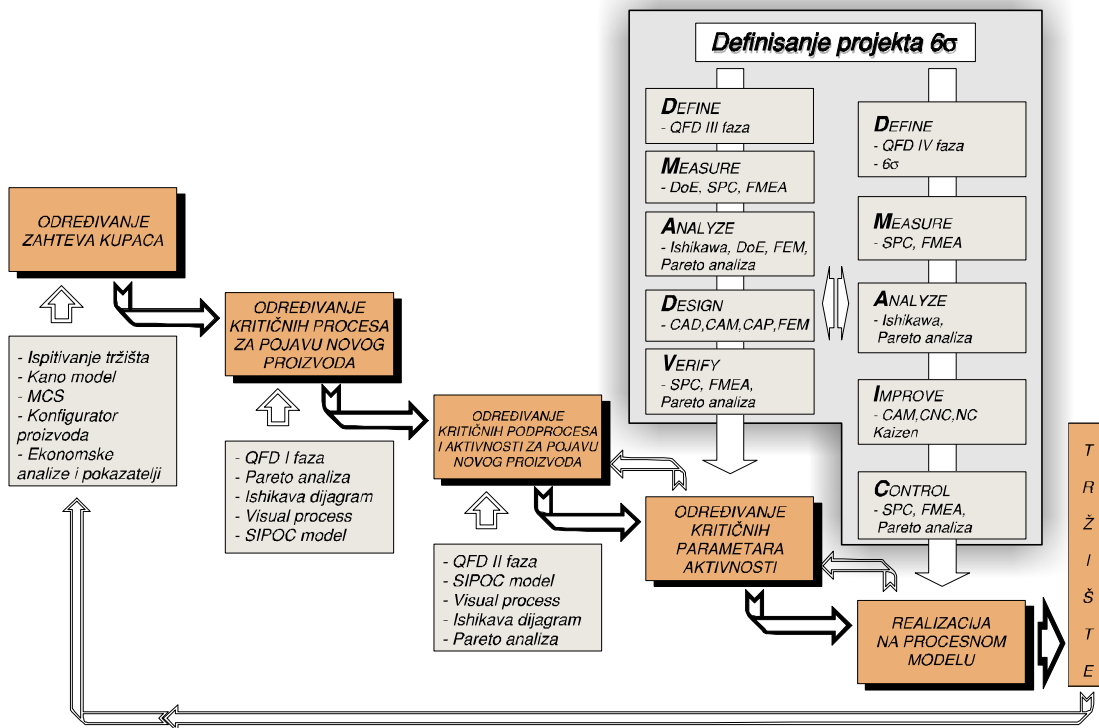 Definisanje projekta 6σ
DEFINE
- QFD III faza
MEASURE
- DoE, SPC, FMEA
ANALYZE
- Ishikawa, DoE, FEM,
Pareto analiza
DESIGN
- CAD,CAM,CAP,FEM
VERIFY
- SPC, FMEA,
Pareto analiza
DEFINE
- QFD IV faza
- 6σ
MEASURE
- SPC, FMEA
ANALYZE
- Ishikawa,
Pareto analiza
IMPROVE
- CAM,CNC,NC
Kaizen
CONTROL
- SPC, FMEA,
Pareto analiza
ODREĐIVANJE
ZAHTEVA KUPACA
- Ispitivanje tržišta
- Kano model
- MCS
- Konfigurator
proizvoda
- Ekonomske
analize i pokazatelji
ODREĐIVANJE
KRITIČNIH PROCESA
ZA POJAVU NOVOG
PROIZVODA
- QFD I faza
- Pareto analiza
- Ishikava dijagram
- Visual process
- SIPOC model
ODREĐIVANJE
KRITIČNIH PODPROCESA
I AKTIVNOSTI ZA POJAVU
NOVOG PROIZVODA
- QFD II faza
- SIPOC model
- Visual process
- Ishikava dijagram
- Pareto analiza
ODREĐIVANJE
KRITIČNIH
PARAMETARA
AKTIVNOSTI
REALIZACIJA
NA PROCESNOM
MODELU
T
R
Ž
I
Š
T
E